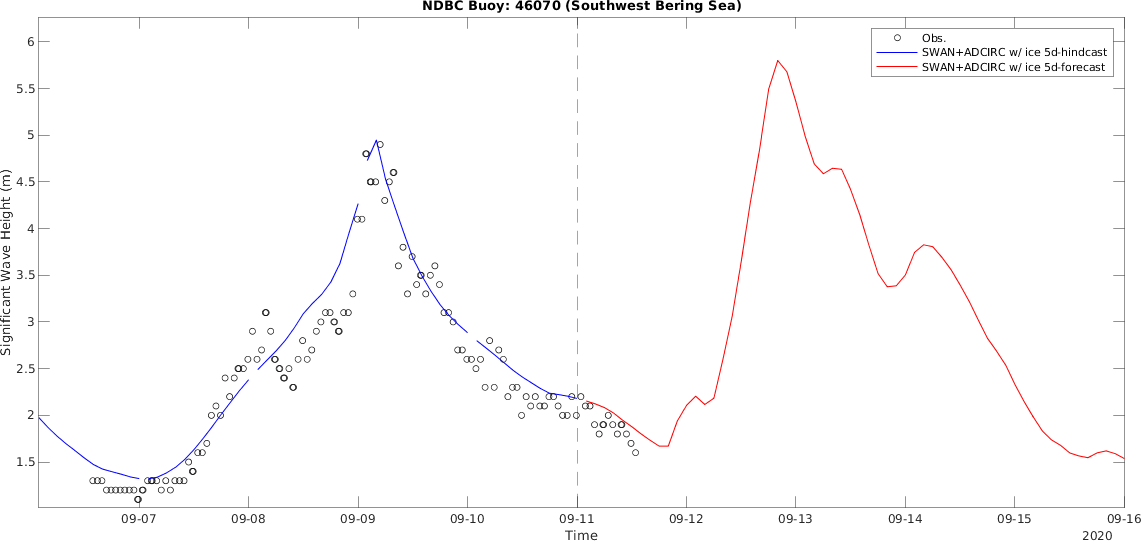 NDBC Buoy: 46070 (Southwest Bering Sea)
Obs.
SWAN+ADCIRC w/ ice 5d-hindcast
SWAN+ADCIRC w/ ice 5d-forecast
Significant Wave Height (m)
6
5.5
5
4.5
4
3.5
3
2.5
2
1.5
09-07 09-08 09-09 09-10 09-11 09-12 09-13 09-14 09-15 09-16
Time
2020